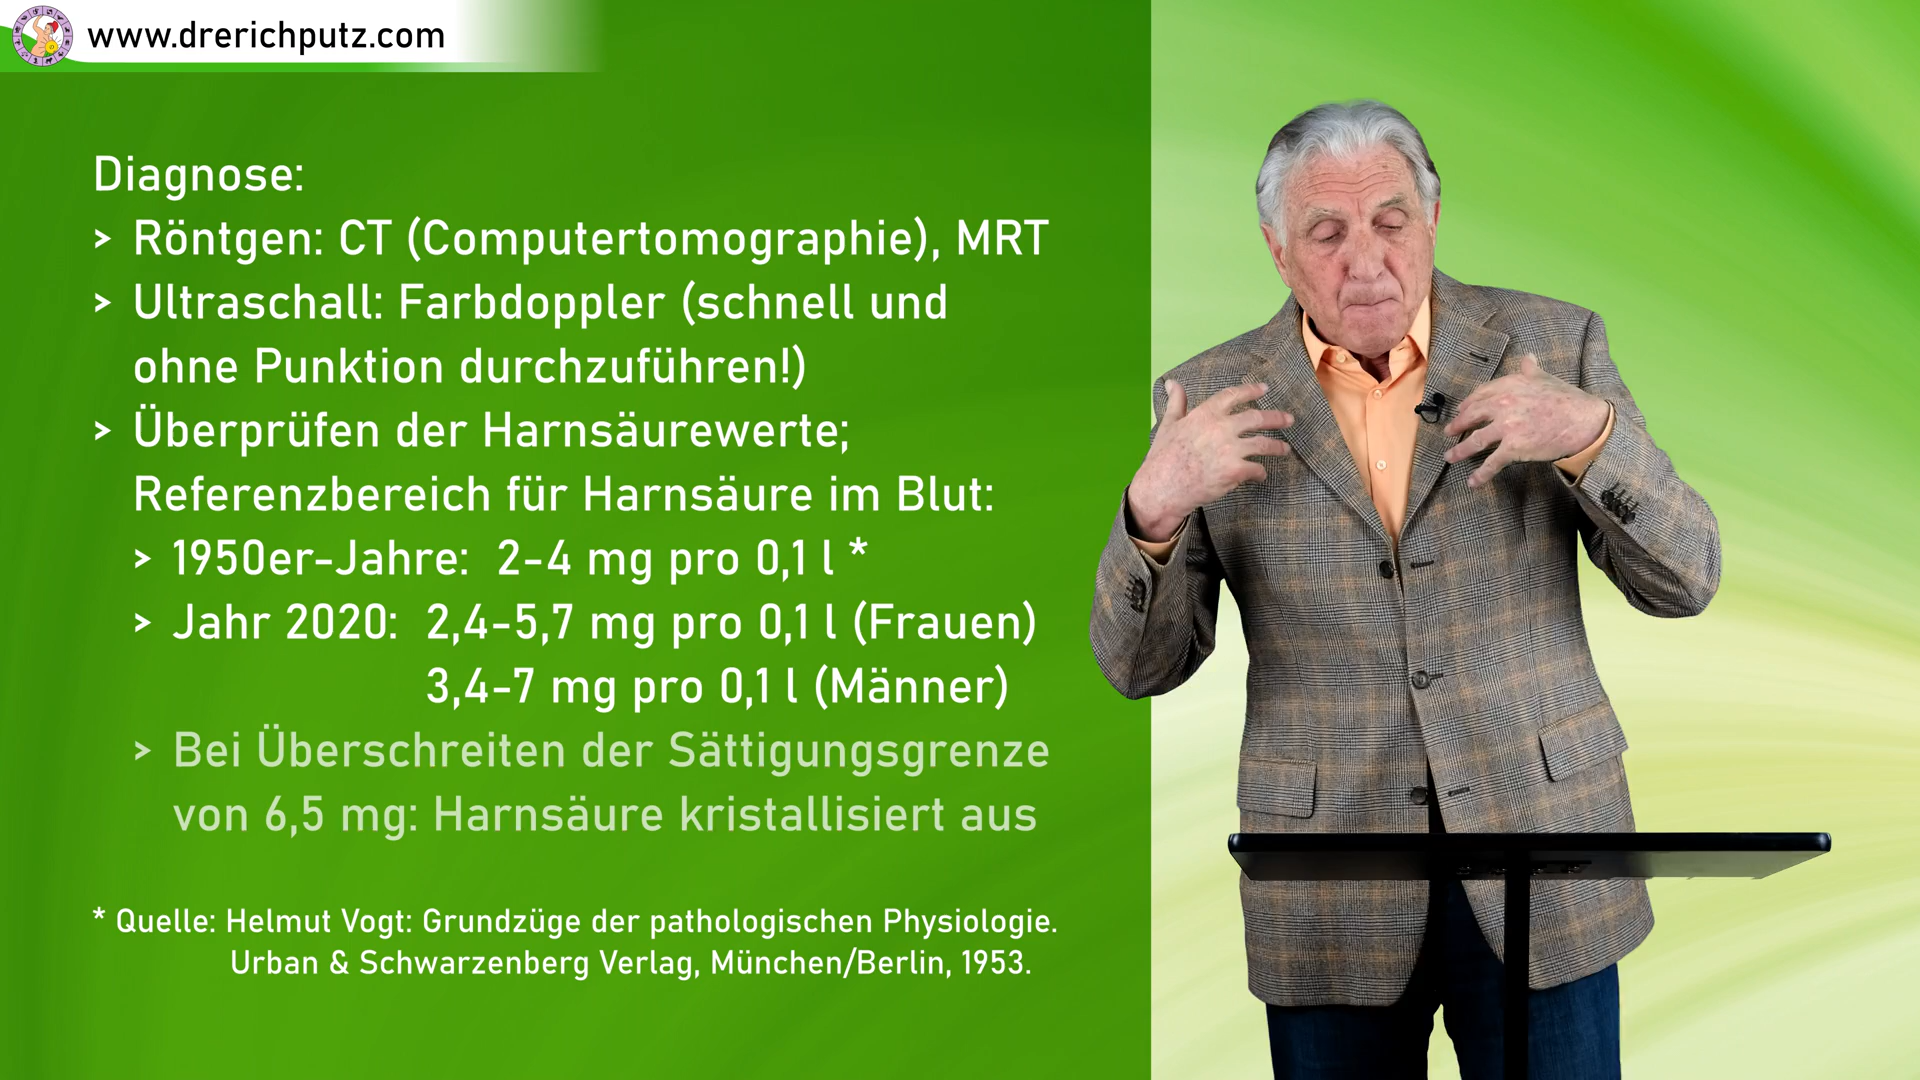 www.drerichputz.com
Diagnose:
> Röntgen: CT (Computertomographie), MRT
> Ultraschall: Farbdoppler (schnell und
ohne Punktion durchzuführen!)
> Überprüfen der Harnsäurewerte;
Referenzbereich für Harnsäure im Blut:
> 1950er-Jahre: 2-4 mg pro 0,1 l *
> Jahr 2020: 2,4-5,7 mg pro 0,1 l (Frauen)
3,4-7 mg pro 0,1 l (Männer)
> Bei Überschreiten der Sättigungsgrenze
von 6,5 mg: Harnsäure kristallisiert aus
* Quelle: Helmut Vogt: Grundzüge der pathologischen Physiologie.
Urban & Schwarzenberg Verlag, München/Berlin, 1953.